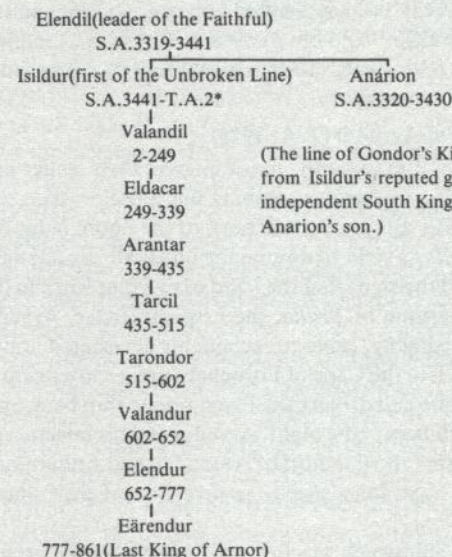 Elendil(leader of the Faithful)
S.A.3319-3441
Isildur(first of the Unbroken Line)
S.A.3441-T.A.2*
Anárion
S.A.3320-3430
Valandil
2-249
(The line of Gondor's
from Isildur's reputed
independent South
Anarion's son.)
Eldacar
249-339
Arantar
339-435
Tarcil
435-515
Tarondor
515-602
Valandur
602-652
Elendur
652-777
Eärendur
777-861(Last King of Arnor)